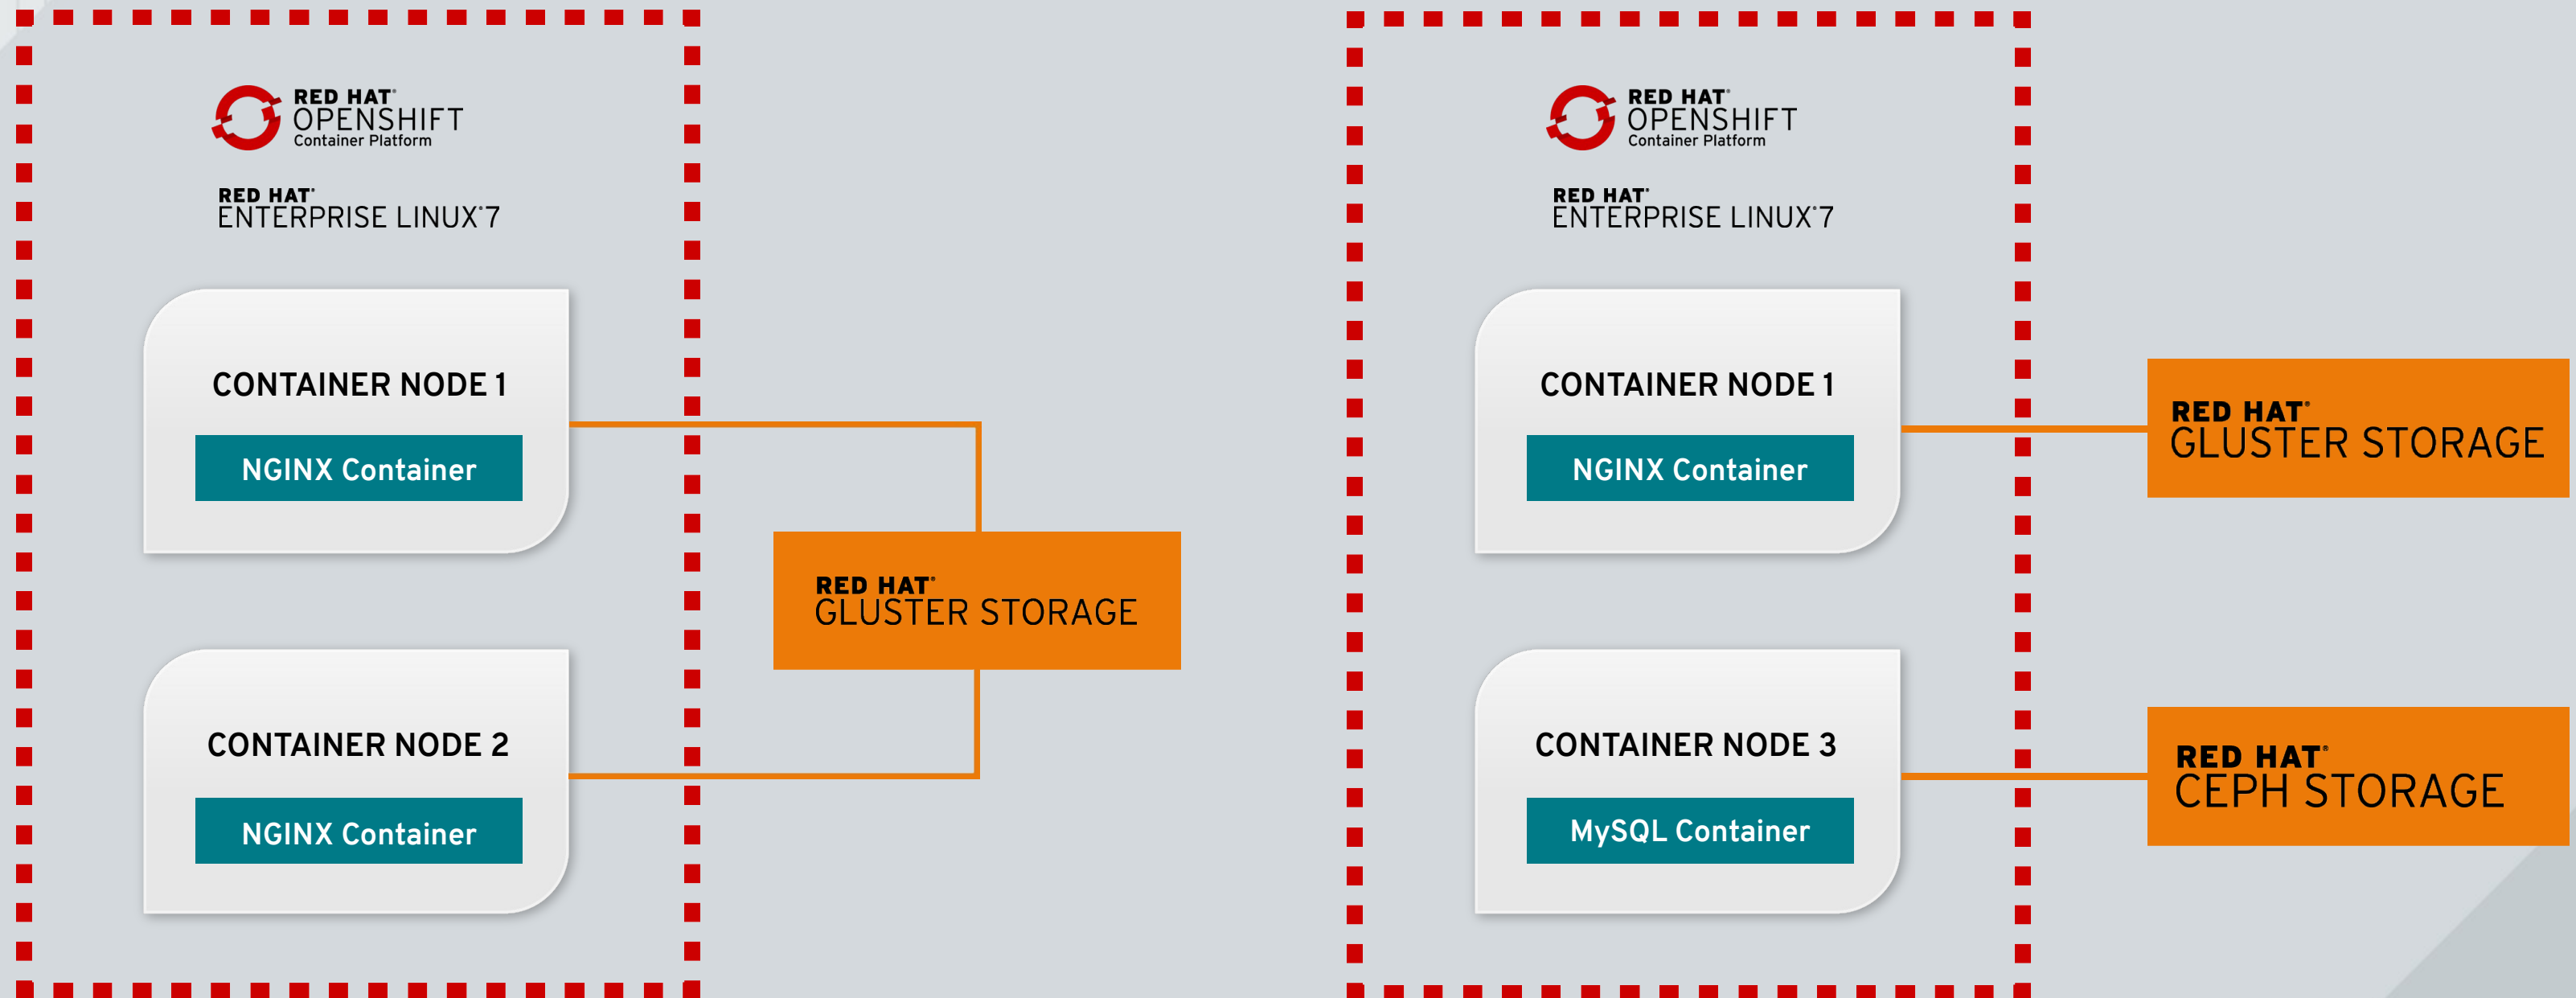 RED HAT®
OPENSHIFT
Container Platform
RED HAT®
ENTERPRISE LINUX®7
CONTAINER NODE 1
NGINX Container
CONTAINER NODE 2
NGINX Container
RED HAT®
GLUSTER STORAGE
RED HAT®
OPENSHIFT
Container Platform
RED HAT®
ENTERPRISE LINUX®7
CONTAINER NODE 1
NGINX Container
CONTAINER NODE 3
MySQL Container
RED HAT®
GLUSTER STORAGE
RED HAT®
CEPH STORAGE